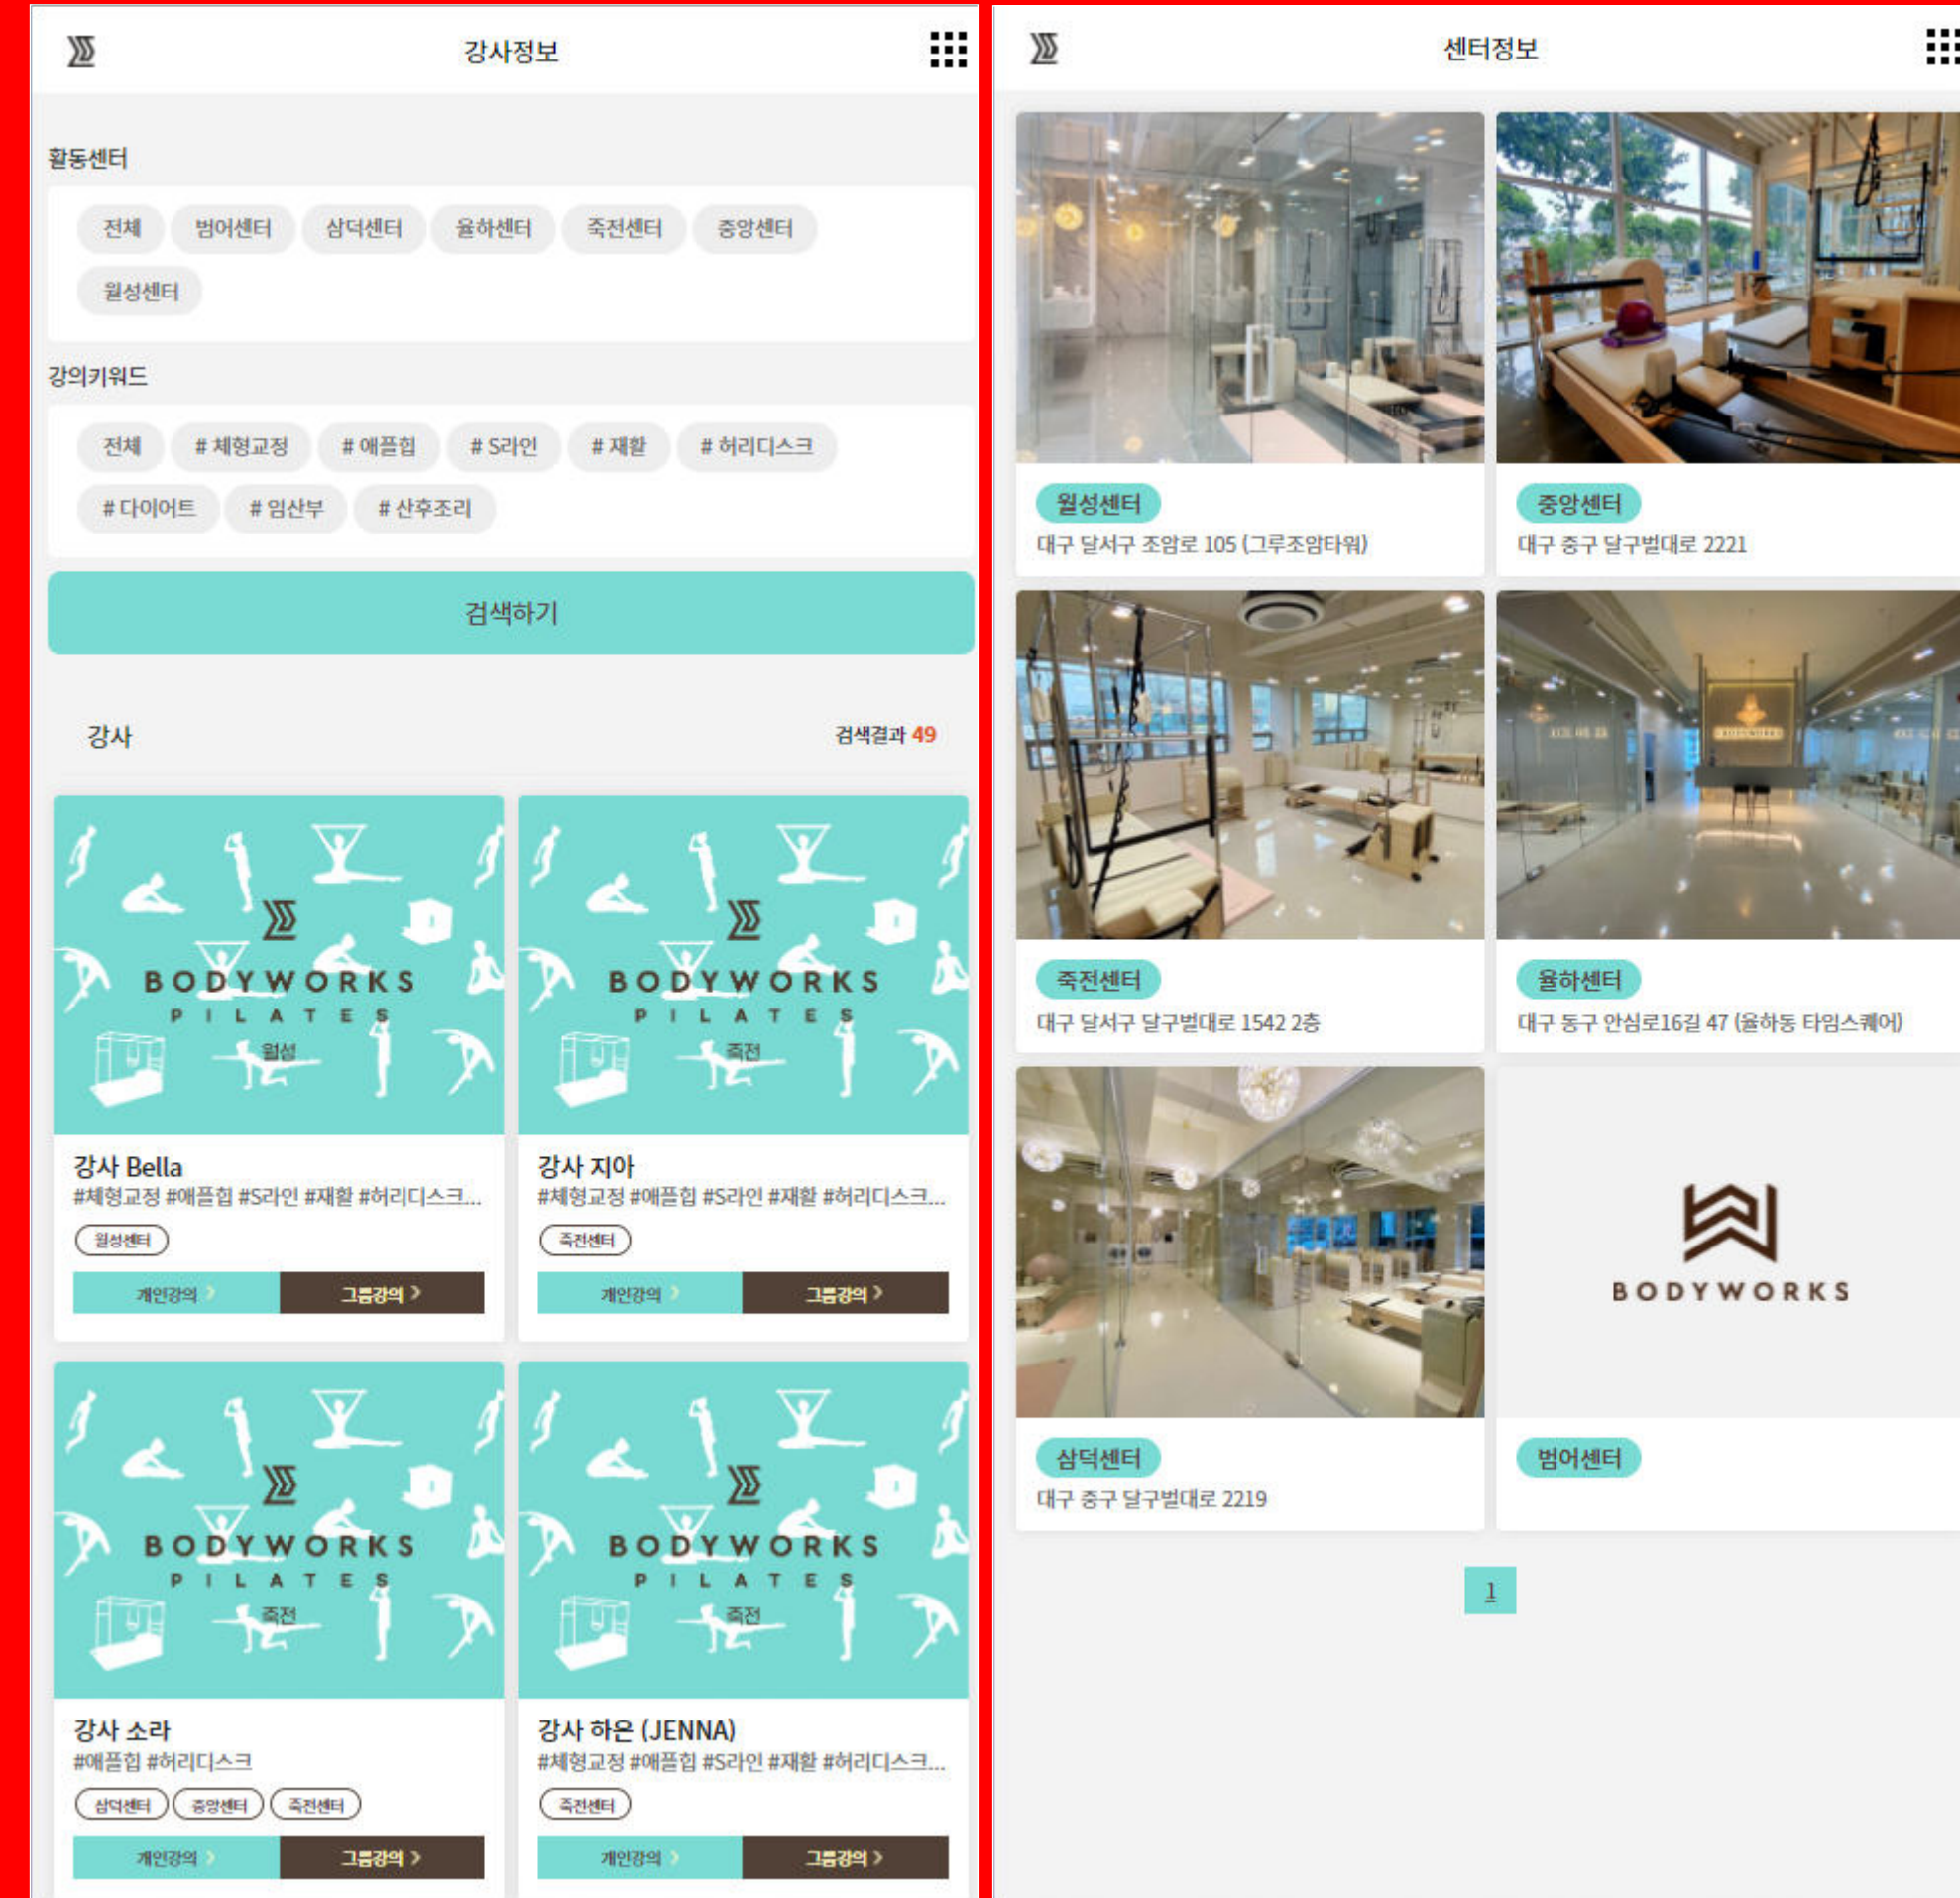 강사정보
활동센터
전체 범어센터 삼덕센터 율하센터 죽전센터 중앙센터
월성센터
강의키워드
전체 # 체형교정 # 애플힙 # S라인 # 재활 # 허리디스크
# 다이어트 # 임산부 # 산후조리
검색하기
강사 검색결과 49
BODYWORKS
PILATES
월성
강사 Bella
#체형교정 #애플힙 #S라인 #재활 #허리디스크...
월성센터
개인강의 > 그룹강의 >
BODYWORKS
PILATES
죽전
강사 지아
#체형교정 #애플힙 #S라인 #재활 #허리디스크...
죽전센터
개인강의 > 그룹강의 >
BODYWORKS
PILATES
죽전
강사 소라
#애플힙 #허리디스크
삼덕센터 중앙센터 죽전센터
개인강의 > 그룹강의 >
BODYWORKS
PILATES
죽전
강사 하은 (JENNA)
#체형교정 #애플힙 #S라인 #재활 #허리디스크...
죽전센터
개인강의 > 그룹강의 >
센터정보
월성센터
대구 달서구 조암로 105 (그루조암타워)
중앙센터
대구 중구 달구벌대로 2221
죽전센터
대구 달서구 달구벌대로 1542 2층
BODYWORKS
율하센터
대구 동구 안심로16길 47 (율하동 타임스퀘어)
삼덕센터
대구 중구 달구벌대로 2219
BODYWORKS
범어센터
1